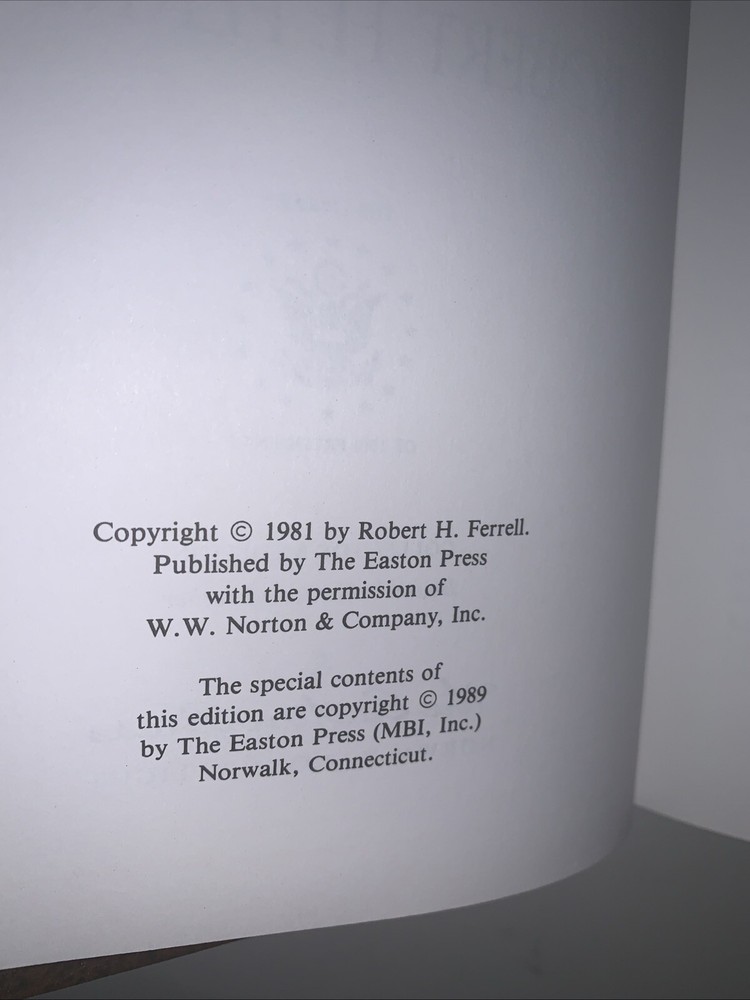 Copyright © 1981 by Robert H. Ferrell.
Published by The Easton Press
with the permission of
W.W. Norton & Company, Inc.
The special contents of
this edition are copyright © 1989
by The Easton Press (MBI, Inc.)
Norwalk, Connecticut.